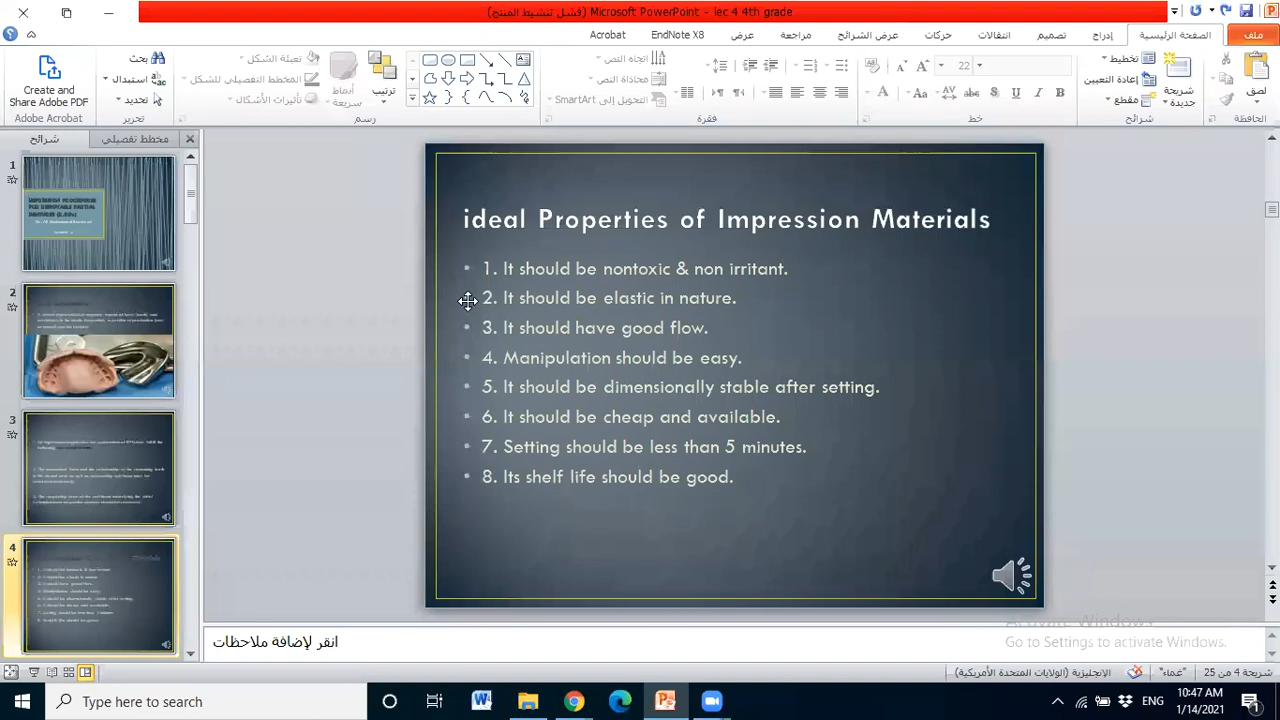 lec 4 4th grade - Microsoft PowerPoint (فشل تنشيط المنتج)
ملف
الصفحة الرئيسية
إدراج
تصميم
انتقالات
حركات
عرض الشرائح
مراجعة
عرض
EndNote X8
Acrobat
لصق
الحافظة
شريحة جديدة
تخطيط
إعادة التعيين
مقطع
شرائح
22
خط
فقرة
اتجاه النص
محاذاة النص
التحويل إلى SmartArt
ترتيب
أنماط سريعة
تعبئة الشكل
المخطط التفصيلي للشكل
تأثيرات الأشكال
رسم
بحث
استبدال
تحديد
تحرير
Create and
Share Adobe PDF
Adobe Acrobat
شرائح
مخطط تفصيلي
1
2
3
4
ideal Properties of Impression Materials
1. It should be nontoxic & non irritant.
2. It should be elastic in nature.
3. It should have good flow.
4. Manipulation should be easy.
5. It should be dimensionally stable after setting.
6. It should be cheap and available.
7. Setting should be less than 5 minutes.
8. Its shelf life should be good.
انقر لإضافة ملاحظات
Activate Windows
Go to Settings to activate Windows.
شريحة 4 من 25
"عماء"
الإنجليزية (الولايات المتحدة الأمريكية)
Type here to search
ENG
10:47 AM
1/14/2021